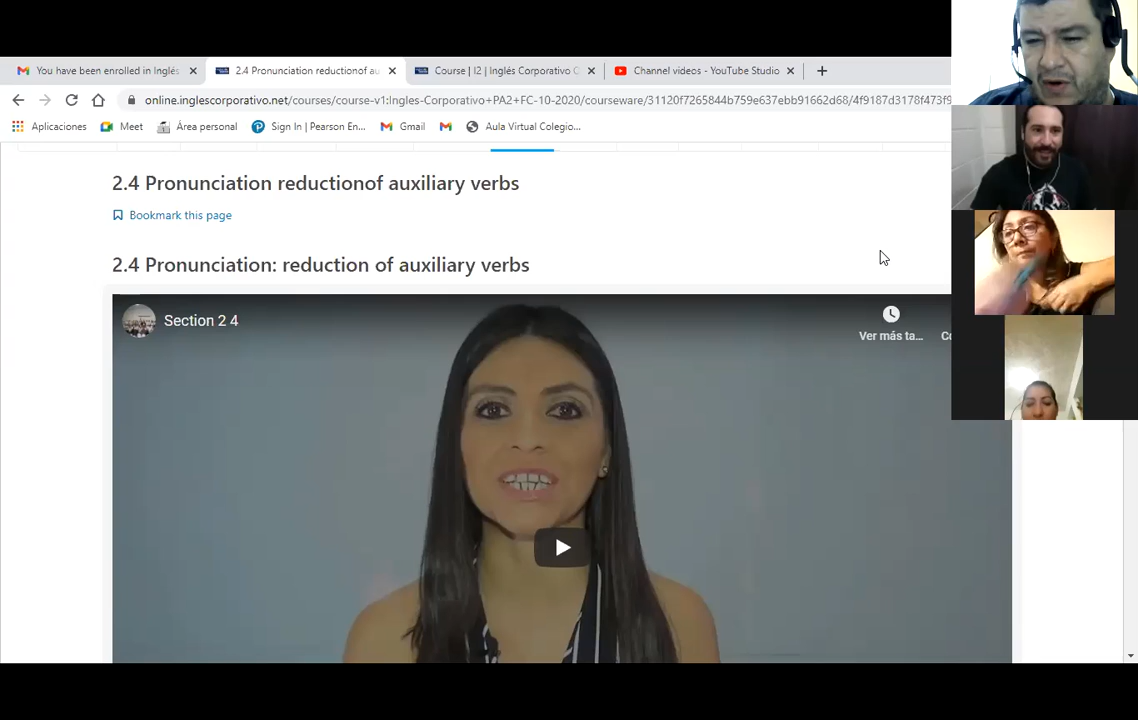 You have been enrolled in Inglés
2.4 Pronunciation reductionof au
Course | I2 | Inglés Corporativo C
Channel videos - YouTube Studio
online.inglescorporativo.net/courses/course-v1:Ingles-Corporativo+PA2+FC-10-2020/courseware/31120f7265844b759e637ebb91662d68/4f9187d3178f473f9
Aplicaciones Meet Área personal Sign In | Pearson En... Gmail Aula Virtual Colegio...
2.4 Pronunciation reductionof auxiliary verbs
Bookmark this page
2.4 Pronunciation: reduction of auxiliary verbs
Section 2 4
Ver más ta...